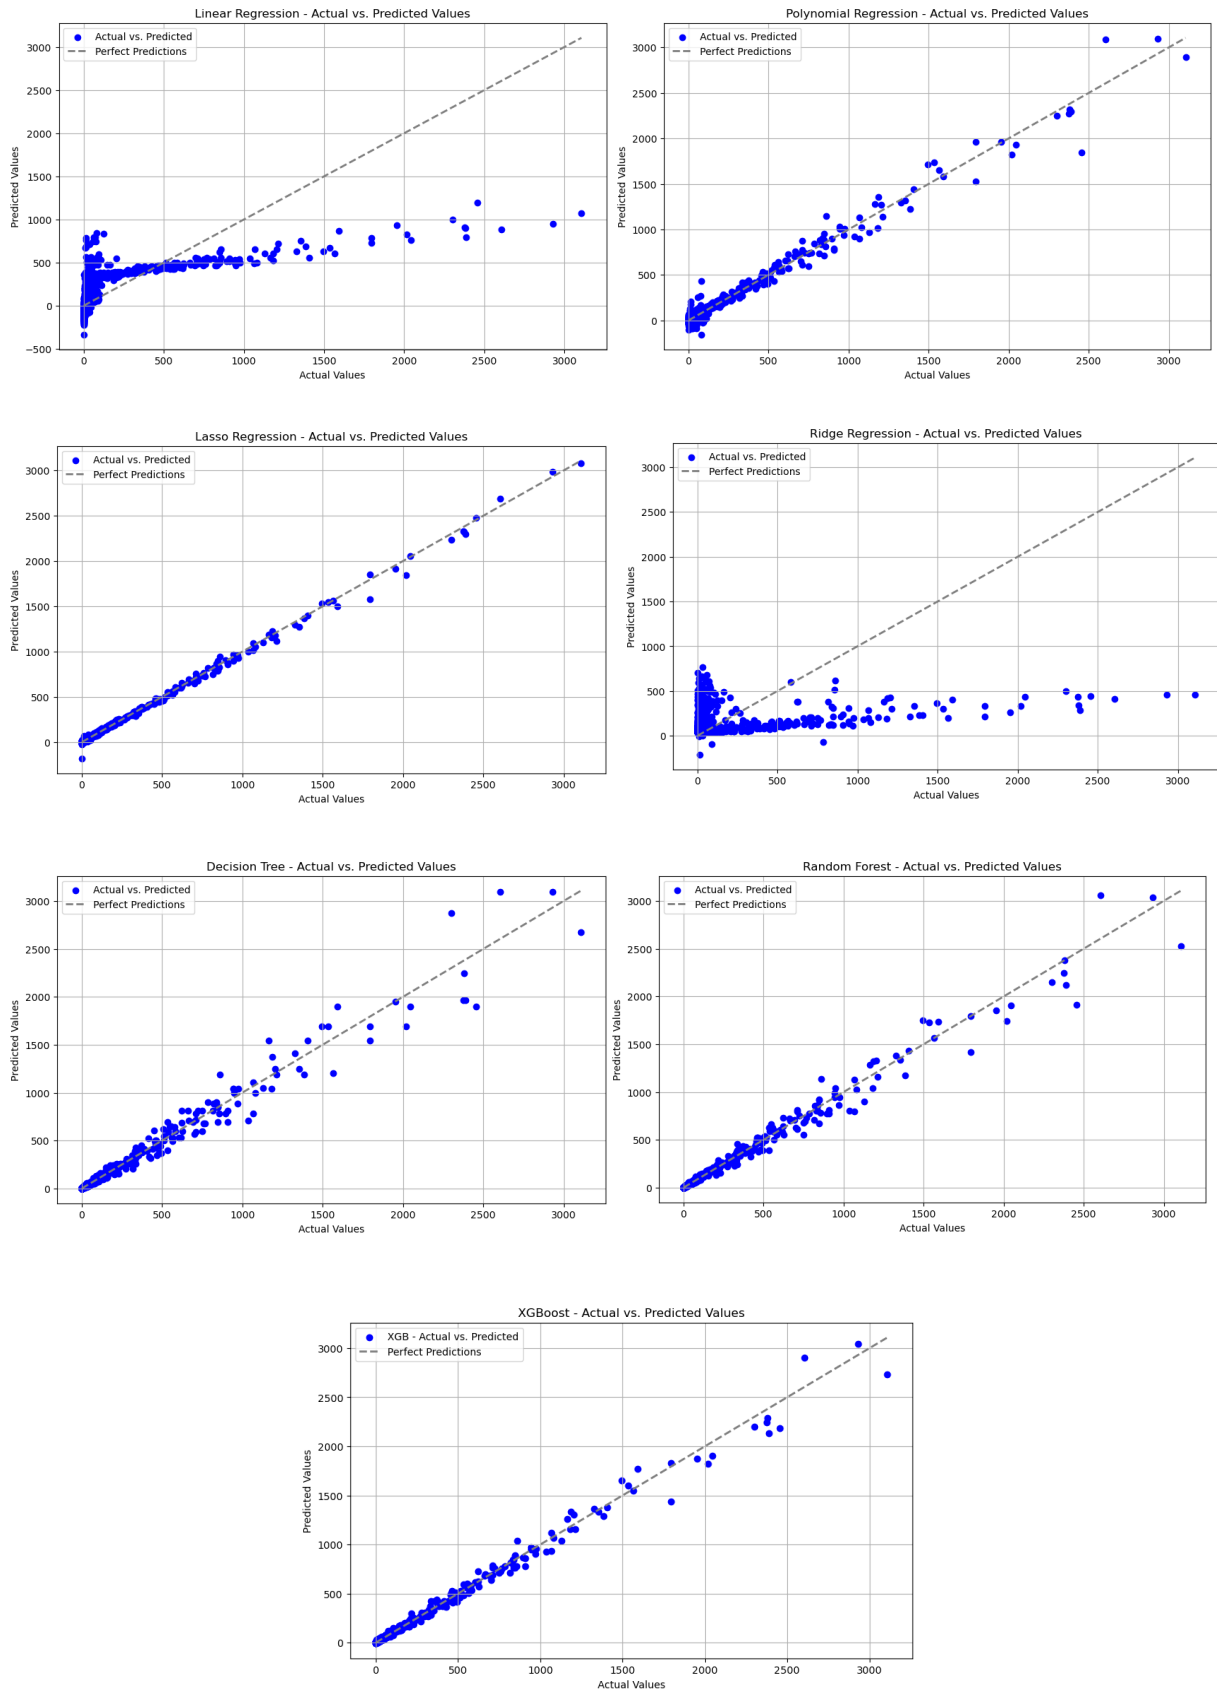 Linear Regression - Actual vs. Predicted Values
Actual vs. Predicted
Perfect Predictions
3000
2500
2000
1500
1000
500
0
−500
Predicted Values
0 500 1000 1500 2000 2500 3000
Actual Values
Polynomial Regression - Actual vs. Predicted Values
Actual vs. Predicted
Perfect Predictions
3000
2500
2000
1500
1000
500
0
Predicted Values
0 500 1000 1500 2000 2500 3000
Actual Values
Lasso Regression - Actual vs. Predicted Values
Actual vs. Predicted
Perfect Predictions
3000
2500
2000
1500
1000
500
0
Predicted Values
0 500 1000 1500 2000 2500 3000
Actual Values
Ridge Regression - Actual vs. Predicted Values
Actual vs. Predicted
Perfect Predictions
3000
2500
2000
1500
1000
500
0
Predicted Values
0 500 1000 1500 2000 2500 3000
Actual Values
Decision Tree - Actual vs. Predicted Values
Actual vs. Predicted
Perfect Predictions
3000
2500
2000
1500
1000
500
0
Predicted Values
0 500 1000 1500 2000 2500 3000
Actual Values
Random Forest - Actual vs. Predicted Values
Actual vs. Predicted
Perfect Predictions
3000
2500
2000
1500
1000
500
0
Predicted Values
0 500 1000 1500 2000 2500 3000
Actual Values
XGBoost - Actual vs. Predicted Values
XGB - Actual vs. Predicted
Perfect Predictions
3000
2500
2000
1500
1000
500
0
Predicted Values
0 500 1000 1500 2000 2500 3000
Actual Values